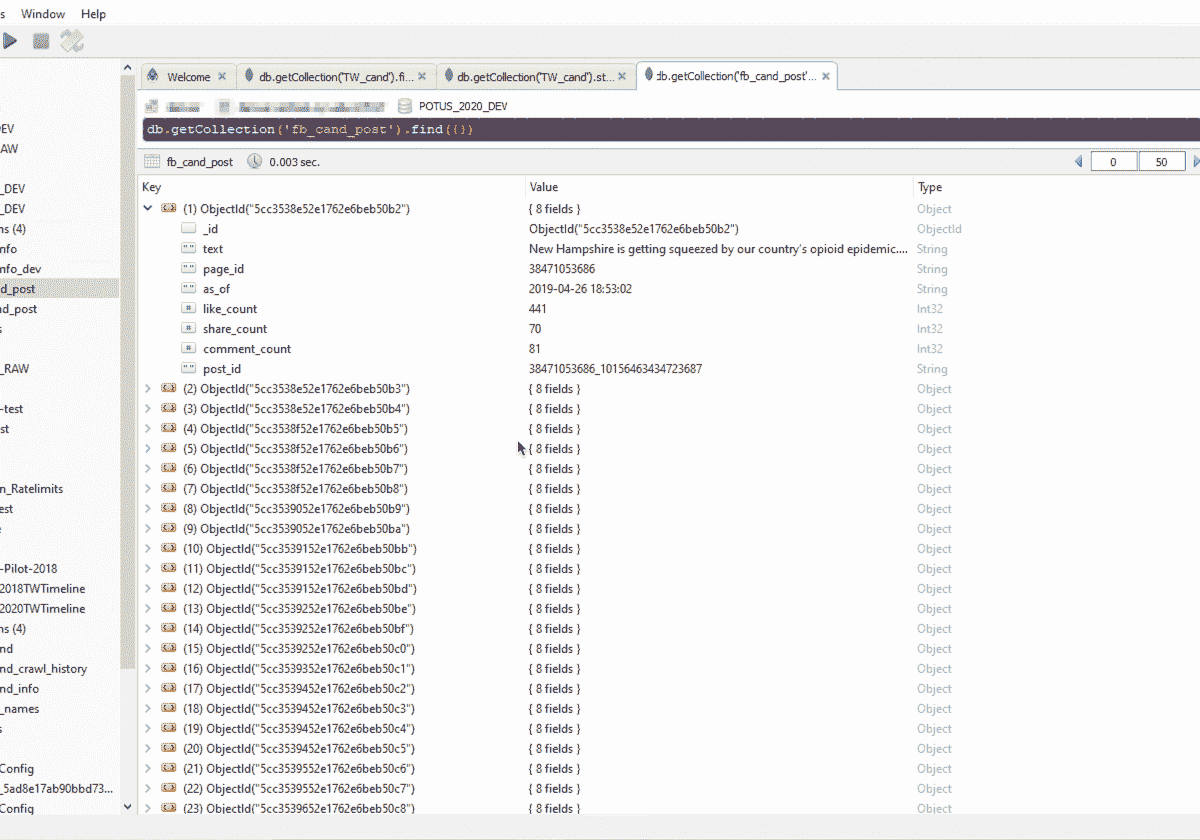 s Window Help
Welcome db.getCollection('TW_cand').fi... db.getCollection('TW_cand').st... db.getCollection('fb_cand_post'...
POTUS_2020_DEV
db.getCollection('fb_cand_post').find({})
fb_cand_post 0.003 sec. 0 50
Key Value Type
(1) ObjectId("5cc3538e52e1762e6beb50b2") { 8 fields } Object
_id ObjectId("5cc3538e52e1762e6beb50b2") ObjectId
text New Hampshire is getting squeezed by our country's opioid epidemic.... String
page_id 38471053686 String
as_of 2019-04-26 18:53:02 String
like_count 441 Int32
share_count 70 Int32
comment_count 81 Int32
post_id 38471053686_10156463434723687 String
(2) ObjectId("5cc3538e52e1762e6beb50b3") { 8 fields } Object
(3) ObjectId("5cc3538e52e1762e6beb50b4") { 8 fields } Object
(4) ObjectId("5cc3538f52e1762e6beb50b5") { 8 fields } Object
(5) ObjectId("5cc3538f52e1762e6beb50b6") { 8 fields } Object
(6) ObjectId("5cc3538f52e1762e6beb50b7") { 8 fields } Object
(7) ObjectId("5cc3538f52e1762e6beb50b8") { 8 fields } Object
(8) ObjectId("5cc3539052e1762e6beb50b9") { 8 fields } Object
(9) ObjectId("5cc3539052e1762e6beb50ba") { 8 fields } Object
(10) ObjectId("5cc3539152e1762e6beb50bb") { 8 fields } Object
(11) ObjectId("5cc3539152e1762e6beb50bc") { 8 fields } Object
(12) ObjectId("5cc3539152e1762e6beb50bd") { 8 fields } Object
(13) ObjectId("5cc3539252e1762e6beb50be") { 8 fields } Object
(14) ObjectId("5cc3539252e1762e6beb50bf") { 8 fields } Object
(15) ObjectId("5cc3539252e1762e6beb50c0") { 8 fields } Object
(16) ObjectId("5cc3539352e1762e6beb50c1") { 8 fields } Object
(17) ObjectId("5cc3539452e1762e6beb50c2") { 8 fields } Object
(18) ObjectId("5cc3539452e1762e6beb50c3") { 8 fields } Object
(19) ObjectId("5cc3539452e1762e6beb50c4") { 8 fields } Object
(20) ObjectId("5cc3539452e1762e6beb50c5") { 8 fields } Object
(21) ObjectId("5cc3539552e1762e6beb50c6") { 8 fields } Object
(22) ObjectId("5cc3539552e1762e6beb50c7") { 8 fields } Object
(23) ObjectId("5cc3539652e1762e6beb50c8") { 8 fields } Object
EV
AW
_DEV
_DEV
ns (4)
nfo
nfo_dev
d_post
nd_post
s
_RAW
-test
st
n_Ratelimits
est
e
-Pilot-2018
2018TWTimeline
2020TWTimeline
ns (4)
nd
nd_crawl_history
nd_info
_names
s
Config
_5ad8e17ab90bbd73...
Config